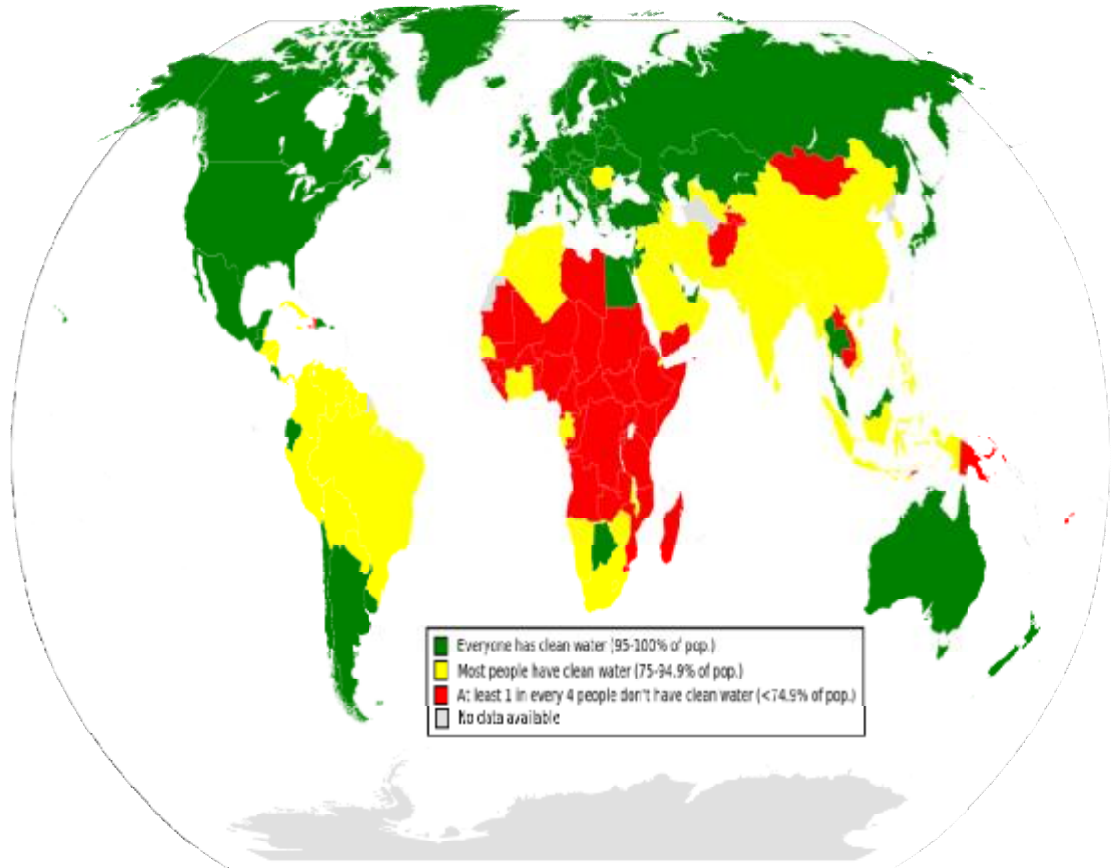 Everyone has clean water (95-100% of pop.)
Most people have clean water (75-94.9% of pop.)
At least 1 in every 4 people don't have clean water (<74.9% of pop.)
No data available